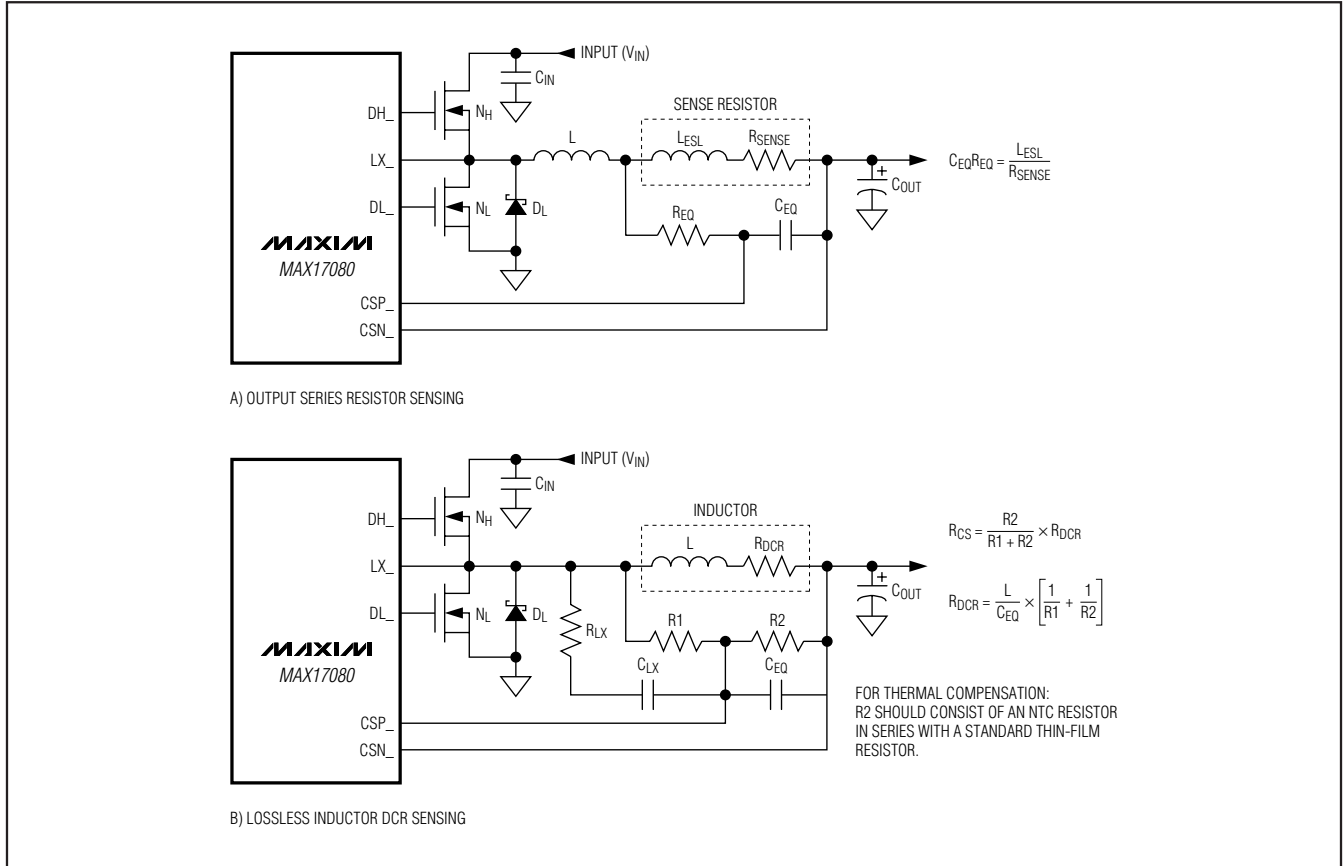 INPUT (VIN)
CIN
DH_
NH
SENSE RESISTOR
L
LESL
RSENSE
LX_
CEQREQ = LESL / RSENSE
+
COUT
DL_
NL
DL
REQ
CEQ
MAXIM
MAX17080
CSP_
CSN_
A) OUTPUT SERIES RESISTOR SENSING
INPUT (VIN)
CIN
DH_
NH
INDUCTOR
L
RDCR
RCS = R2 / R1 + R2 × RDCR
LX_
+
COUT
RDCR = L / CEQ × [1 / R1 + 1 / R2]
DL_
NL
DL
RLX
R1
R2
MAXIM
MAX17080
CLX
CEQ
FOR THERMAL COMPENSATION:
R2 SHOULD CONSIST OF AN NTC RESISTOR
IN SERIES WITH A STANDARD THIN-FILM
RESISTOR.
CSP_
CSN_
B) LOSSLESS INDUCTOR DCR SENSING